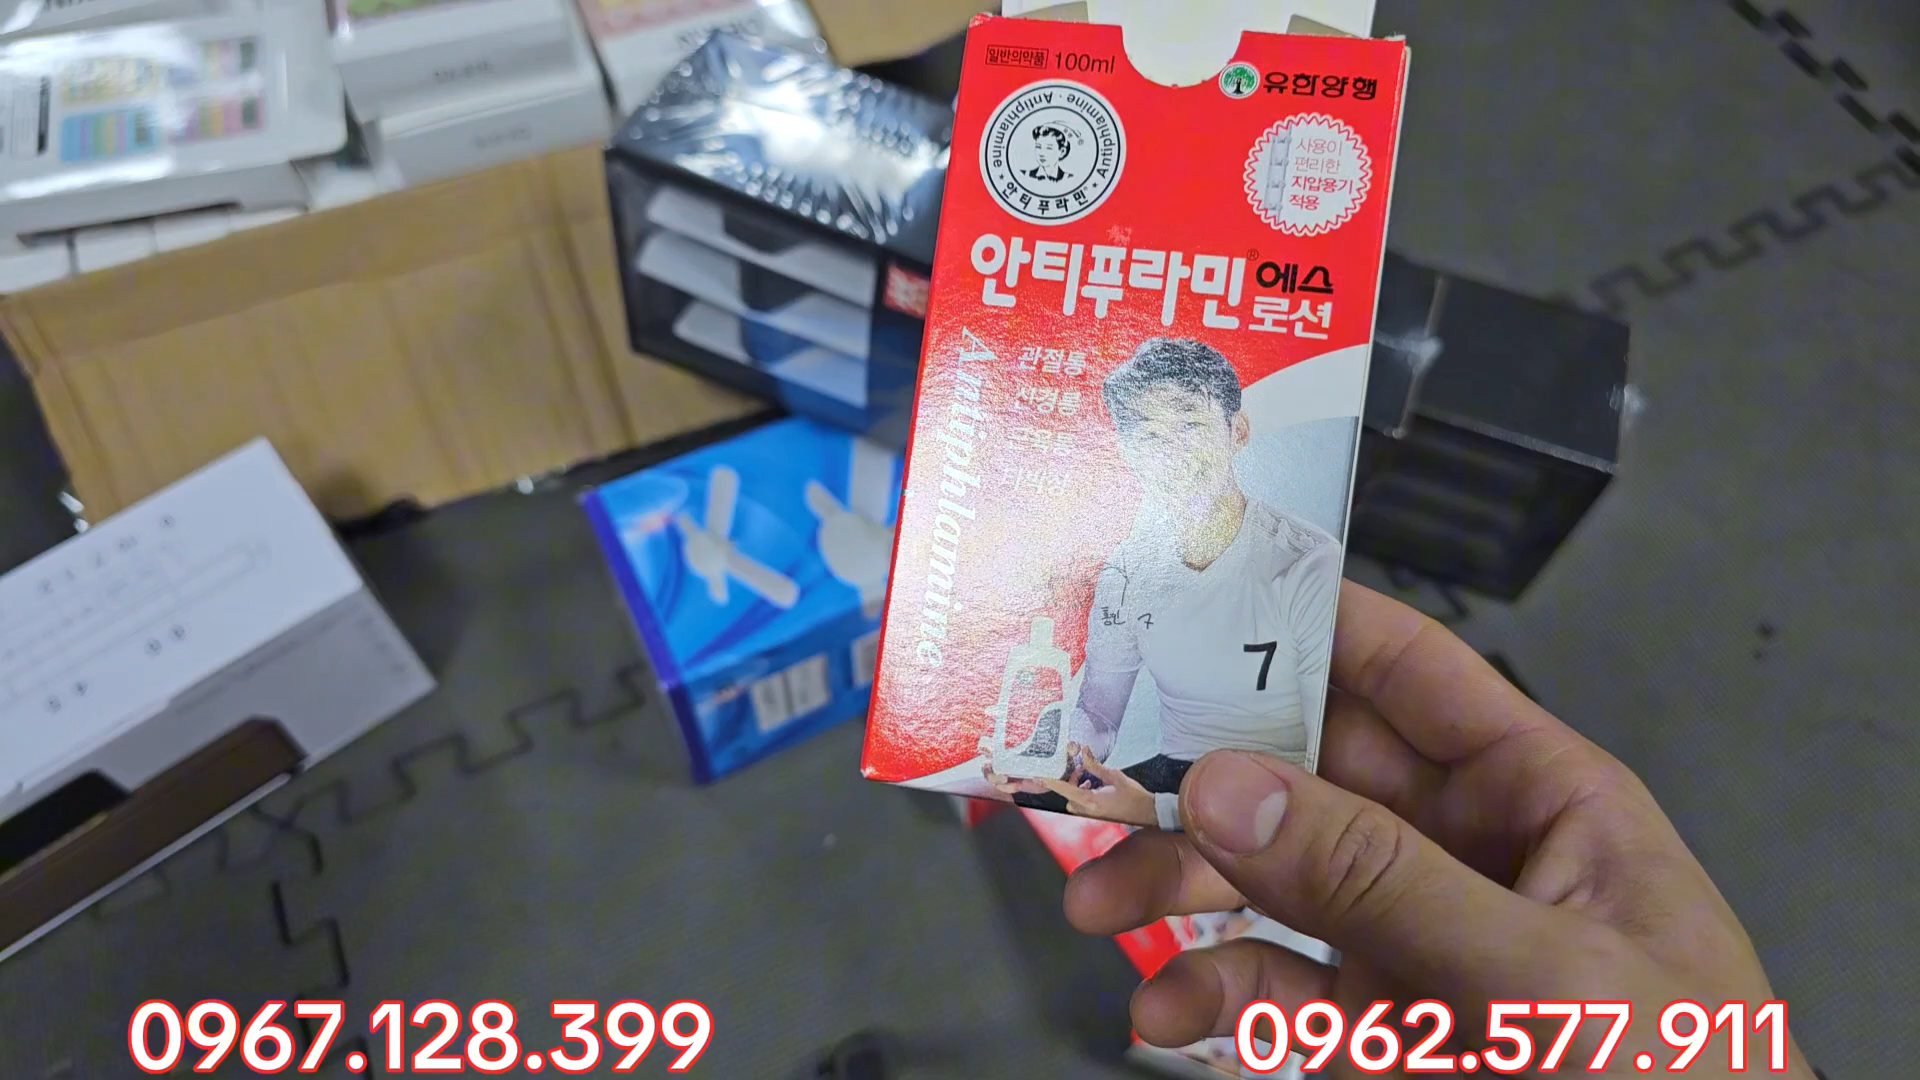 일반의약품 100ml
유한양행
Antiphlamine · Antiphlamine
안티푸라민
사용이
편리한
지압용기
적용
안티푸라민® 에스
로션
관절통
신경통
근육통
Antiphlamine
7
7
0967.128.399
0962.577.911